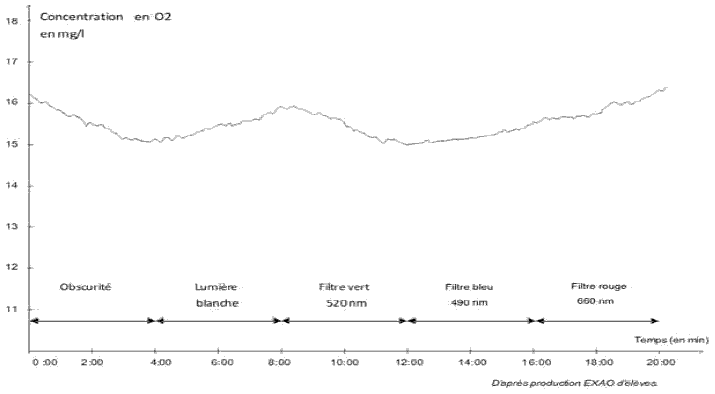 Concentration en O2
en mg/l
18
17
16
15
14
13
12
11
Obscurité
Lumière
blanche
Filtre vert
520 nm
Filtre bleu
490 nm
Filtre rouge
660 nm
Temps (en min)
0 :00 2:00 4:00 6:00 8:00 10:00 12:00 14:00 16:00 18:00 20:00
D'après production EXAO d'élèves.